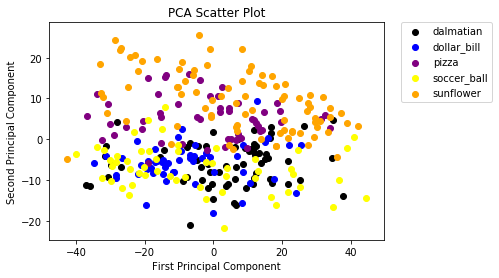 PCA Scatter Plot
Second Principal Component
20
10
0
−10
−20
−40
−20
0
20
40
First Principal Component
dalmatian
dollar_bill
pizza
soccer_ball
sunflower